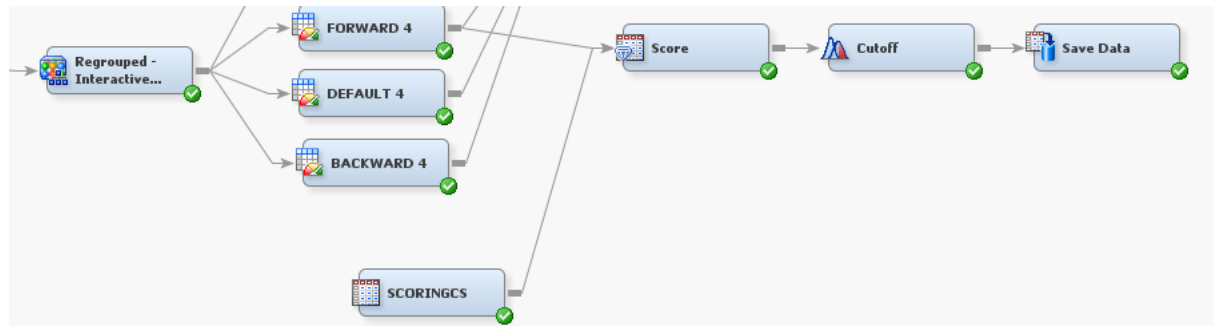 FORWARD 4
Score
Cutoff
Save Data
Regrouped -
Interactive...
DEFAULT 4
BACKWARD 4
SCORINGCS